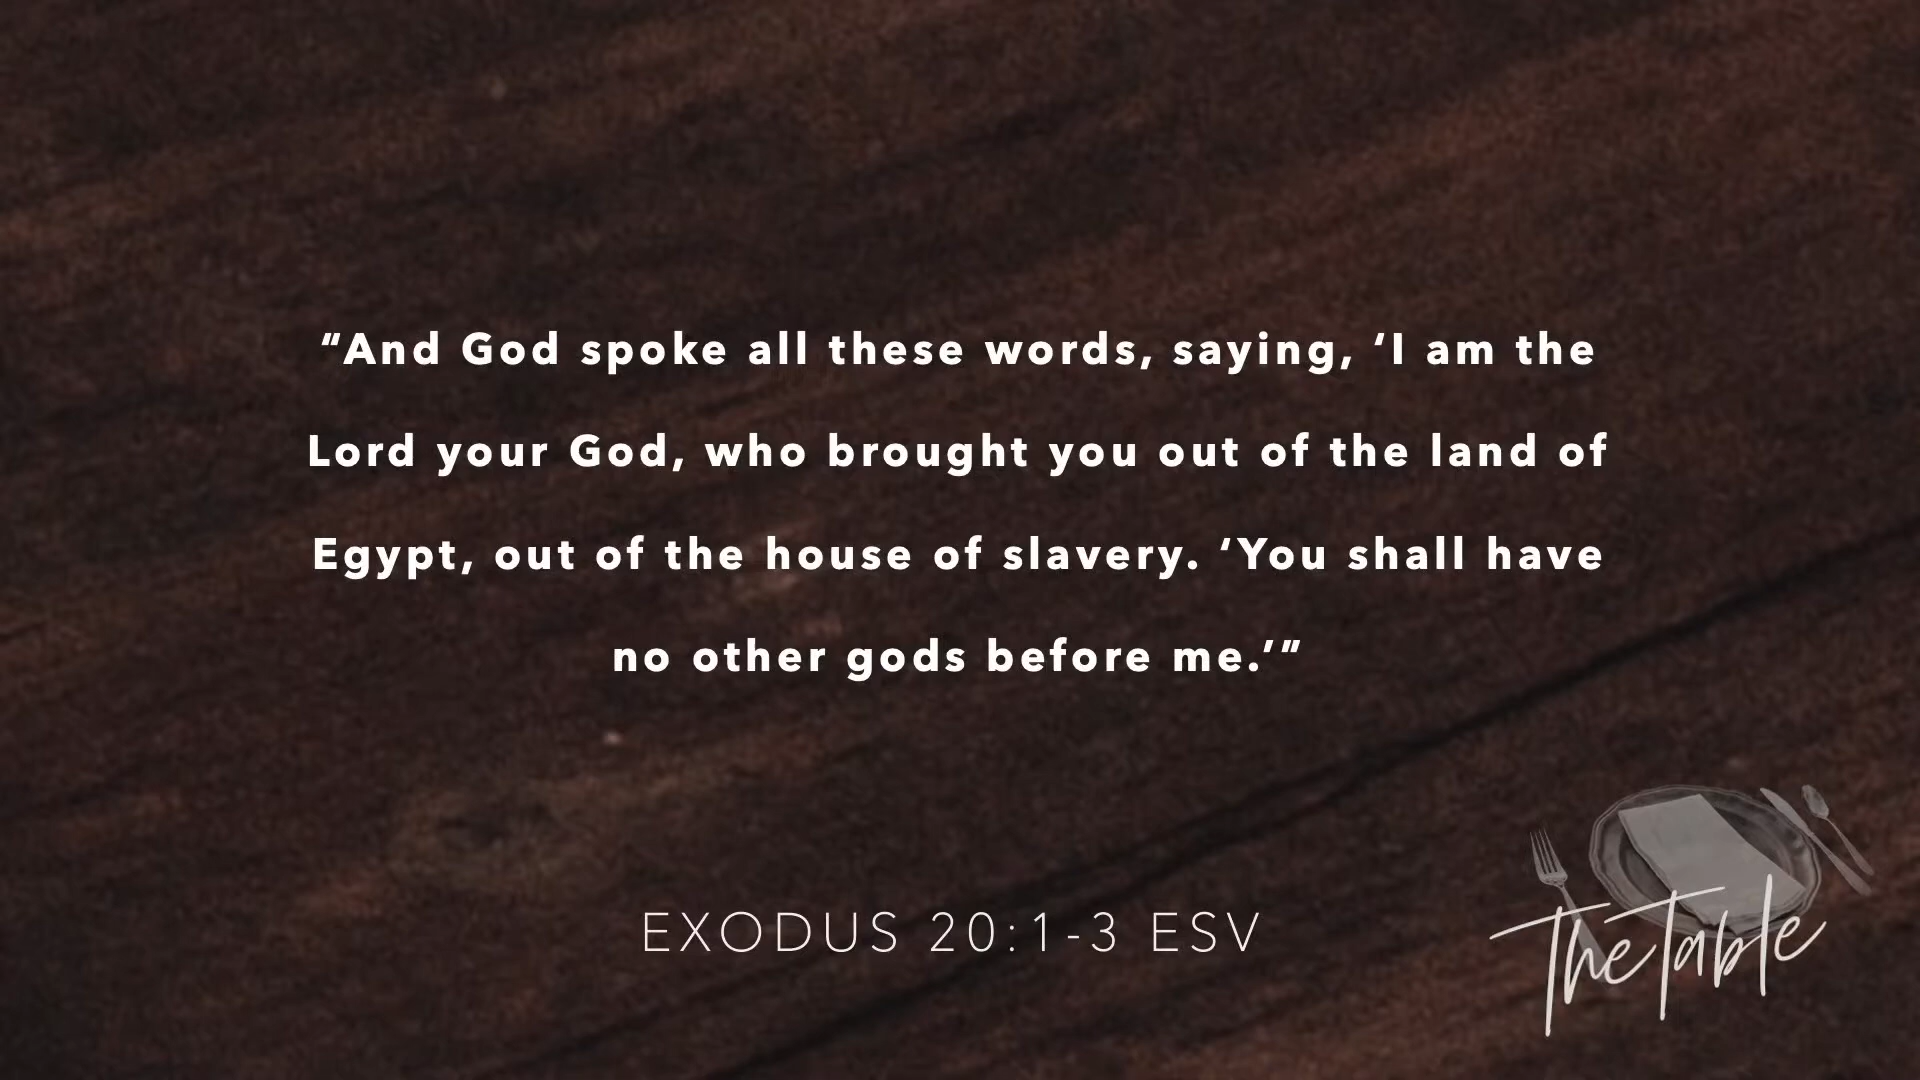 “And God spoke all these words, saying, ‘I am the
Lord your God, who brought you out of the land of
Egypt, out of the house of slavery. ‘You shall have
no other gods before me.’”
EXODUS 20:1-3 ESV
The Table